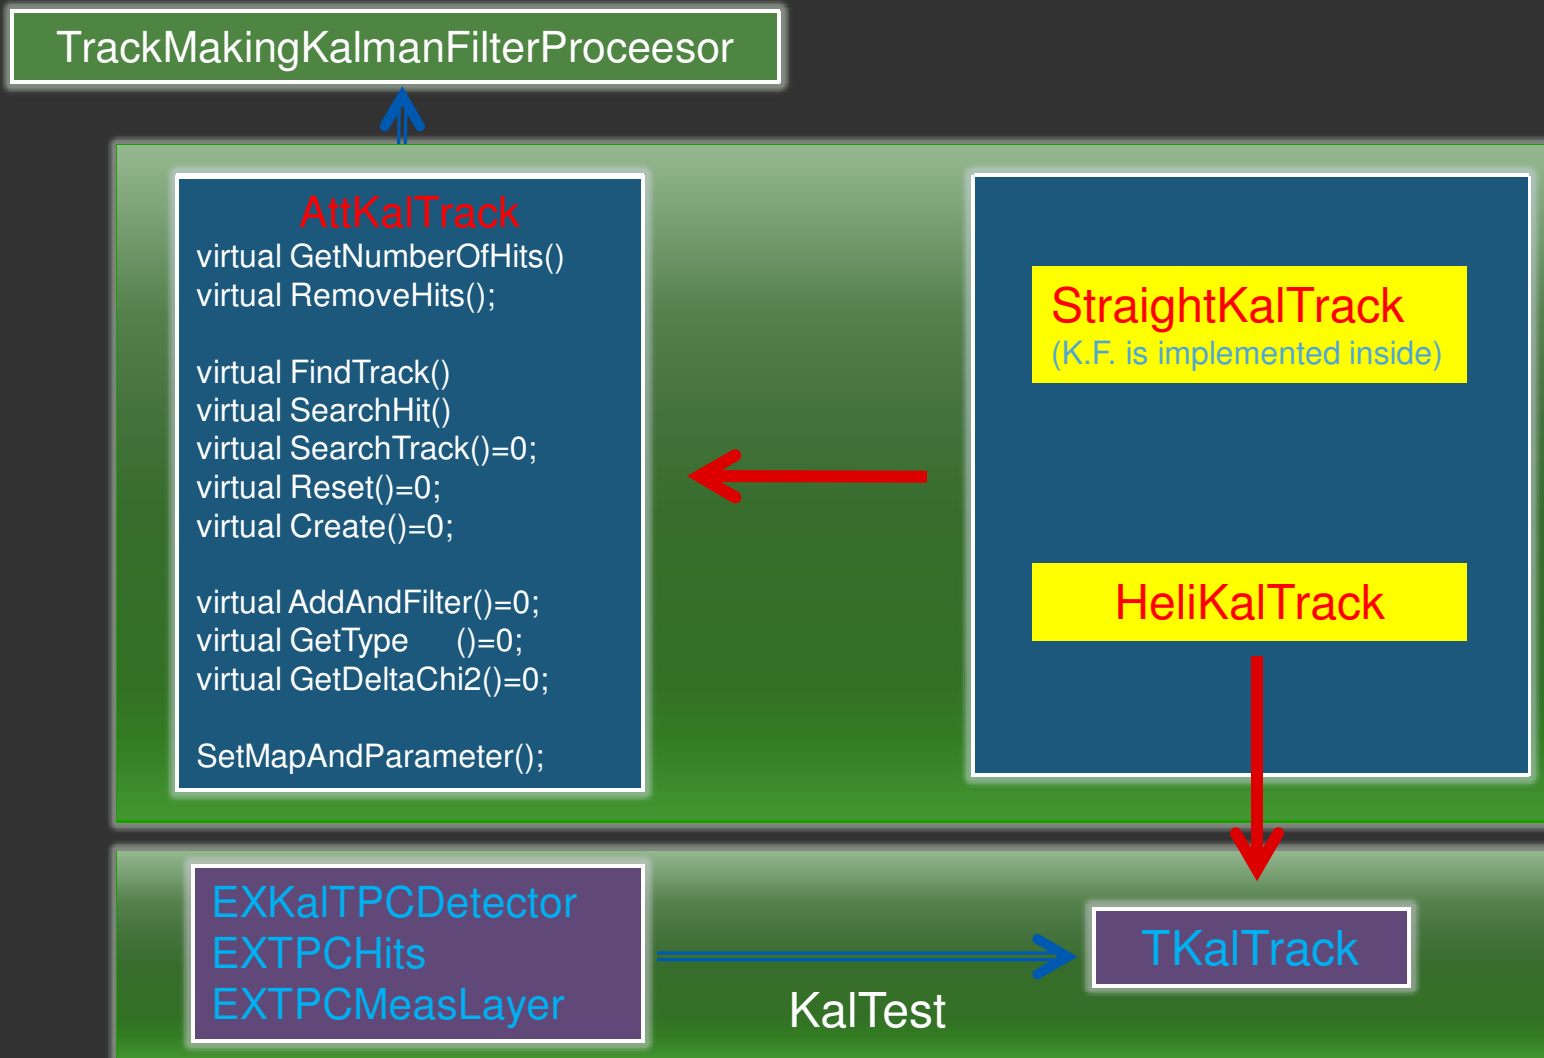 TrackMakingKalmanFilterProceesor
AttKalTrack
virtual GetNumberOfHits()
virtual RemoveHits();
virtual FindTrack()
virtual SearchHit()
virtual SearchTrack()=0;
virtual Reset()=0;
virtual Create()=0;
virtual AddAndFilter()=0;
virtual GetType ()=0;
virtual GetDeltaChi2()=0;
SetMapAndParameter();
StraightKalTrack
(K.F. is implemented inside)
HeliKalTrack
EXKalTPCDetector
EXTPCHits
EXTPCMeasLayer
TKalTrack
KalTest